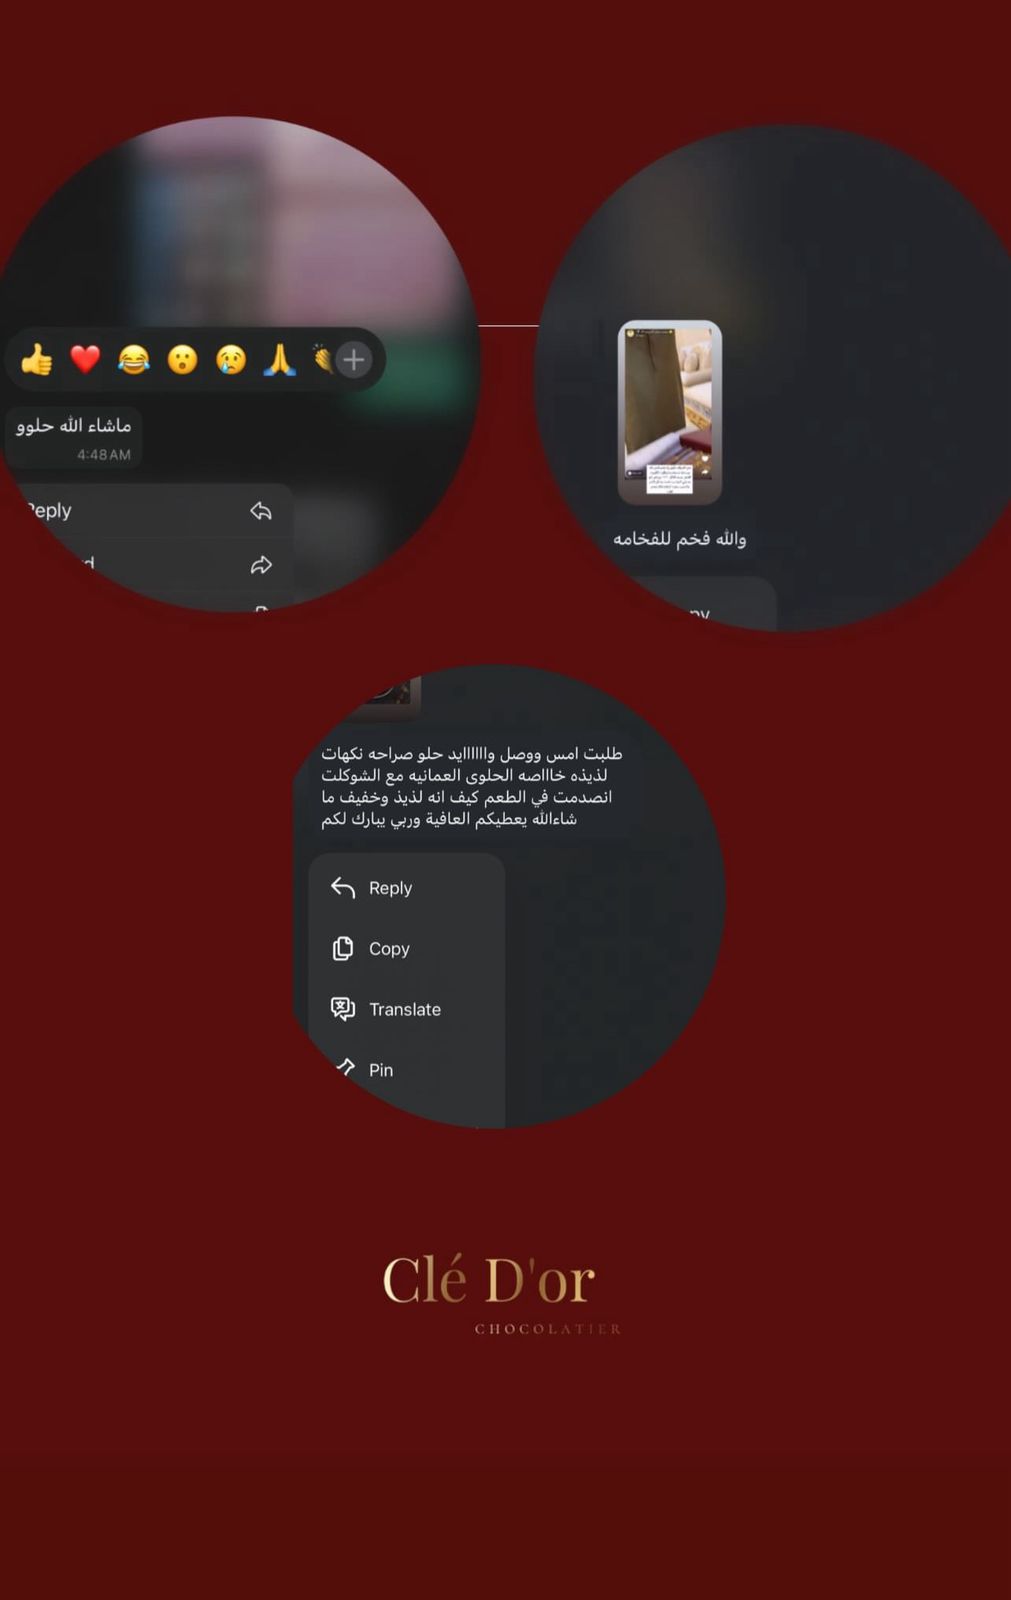 ماشاء الله حلوو
4:48 AM
Reply
والله فخم للفخامه
طلبت امس ووصل واااااايد حلو صراحه نكهات
لذيذه خاااصه الحلوى العمانيه مع الشوكلت
انصدمت في الطعم كيف انه لذيذ وخفيف ما
شاءالله يعطيكم العافية وربي يبارك لكم
Reply
Copy
Translate
Pin
Clé D'or
CHOCOLATIER